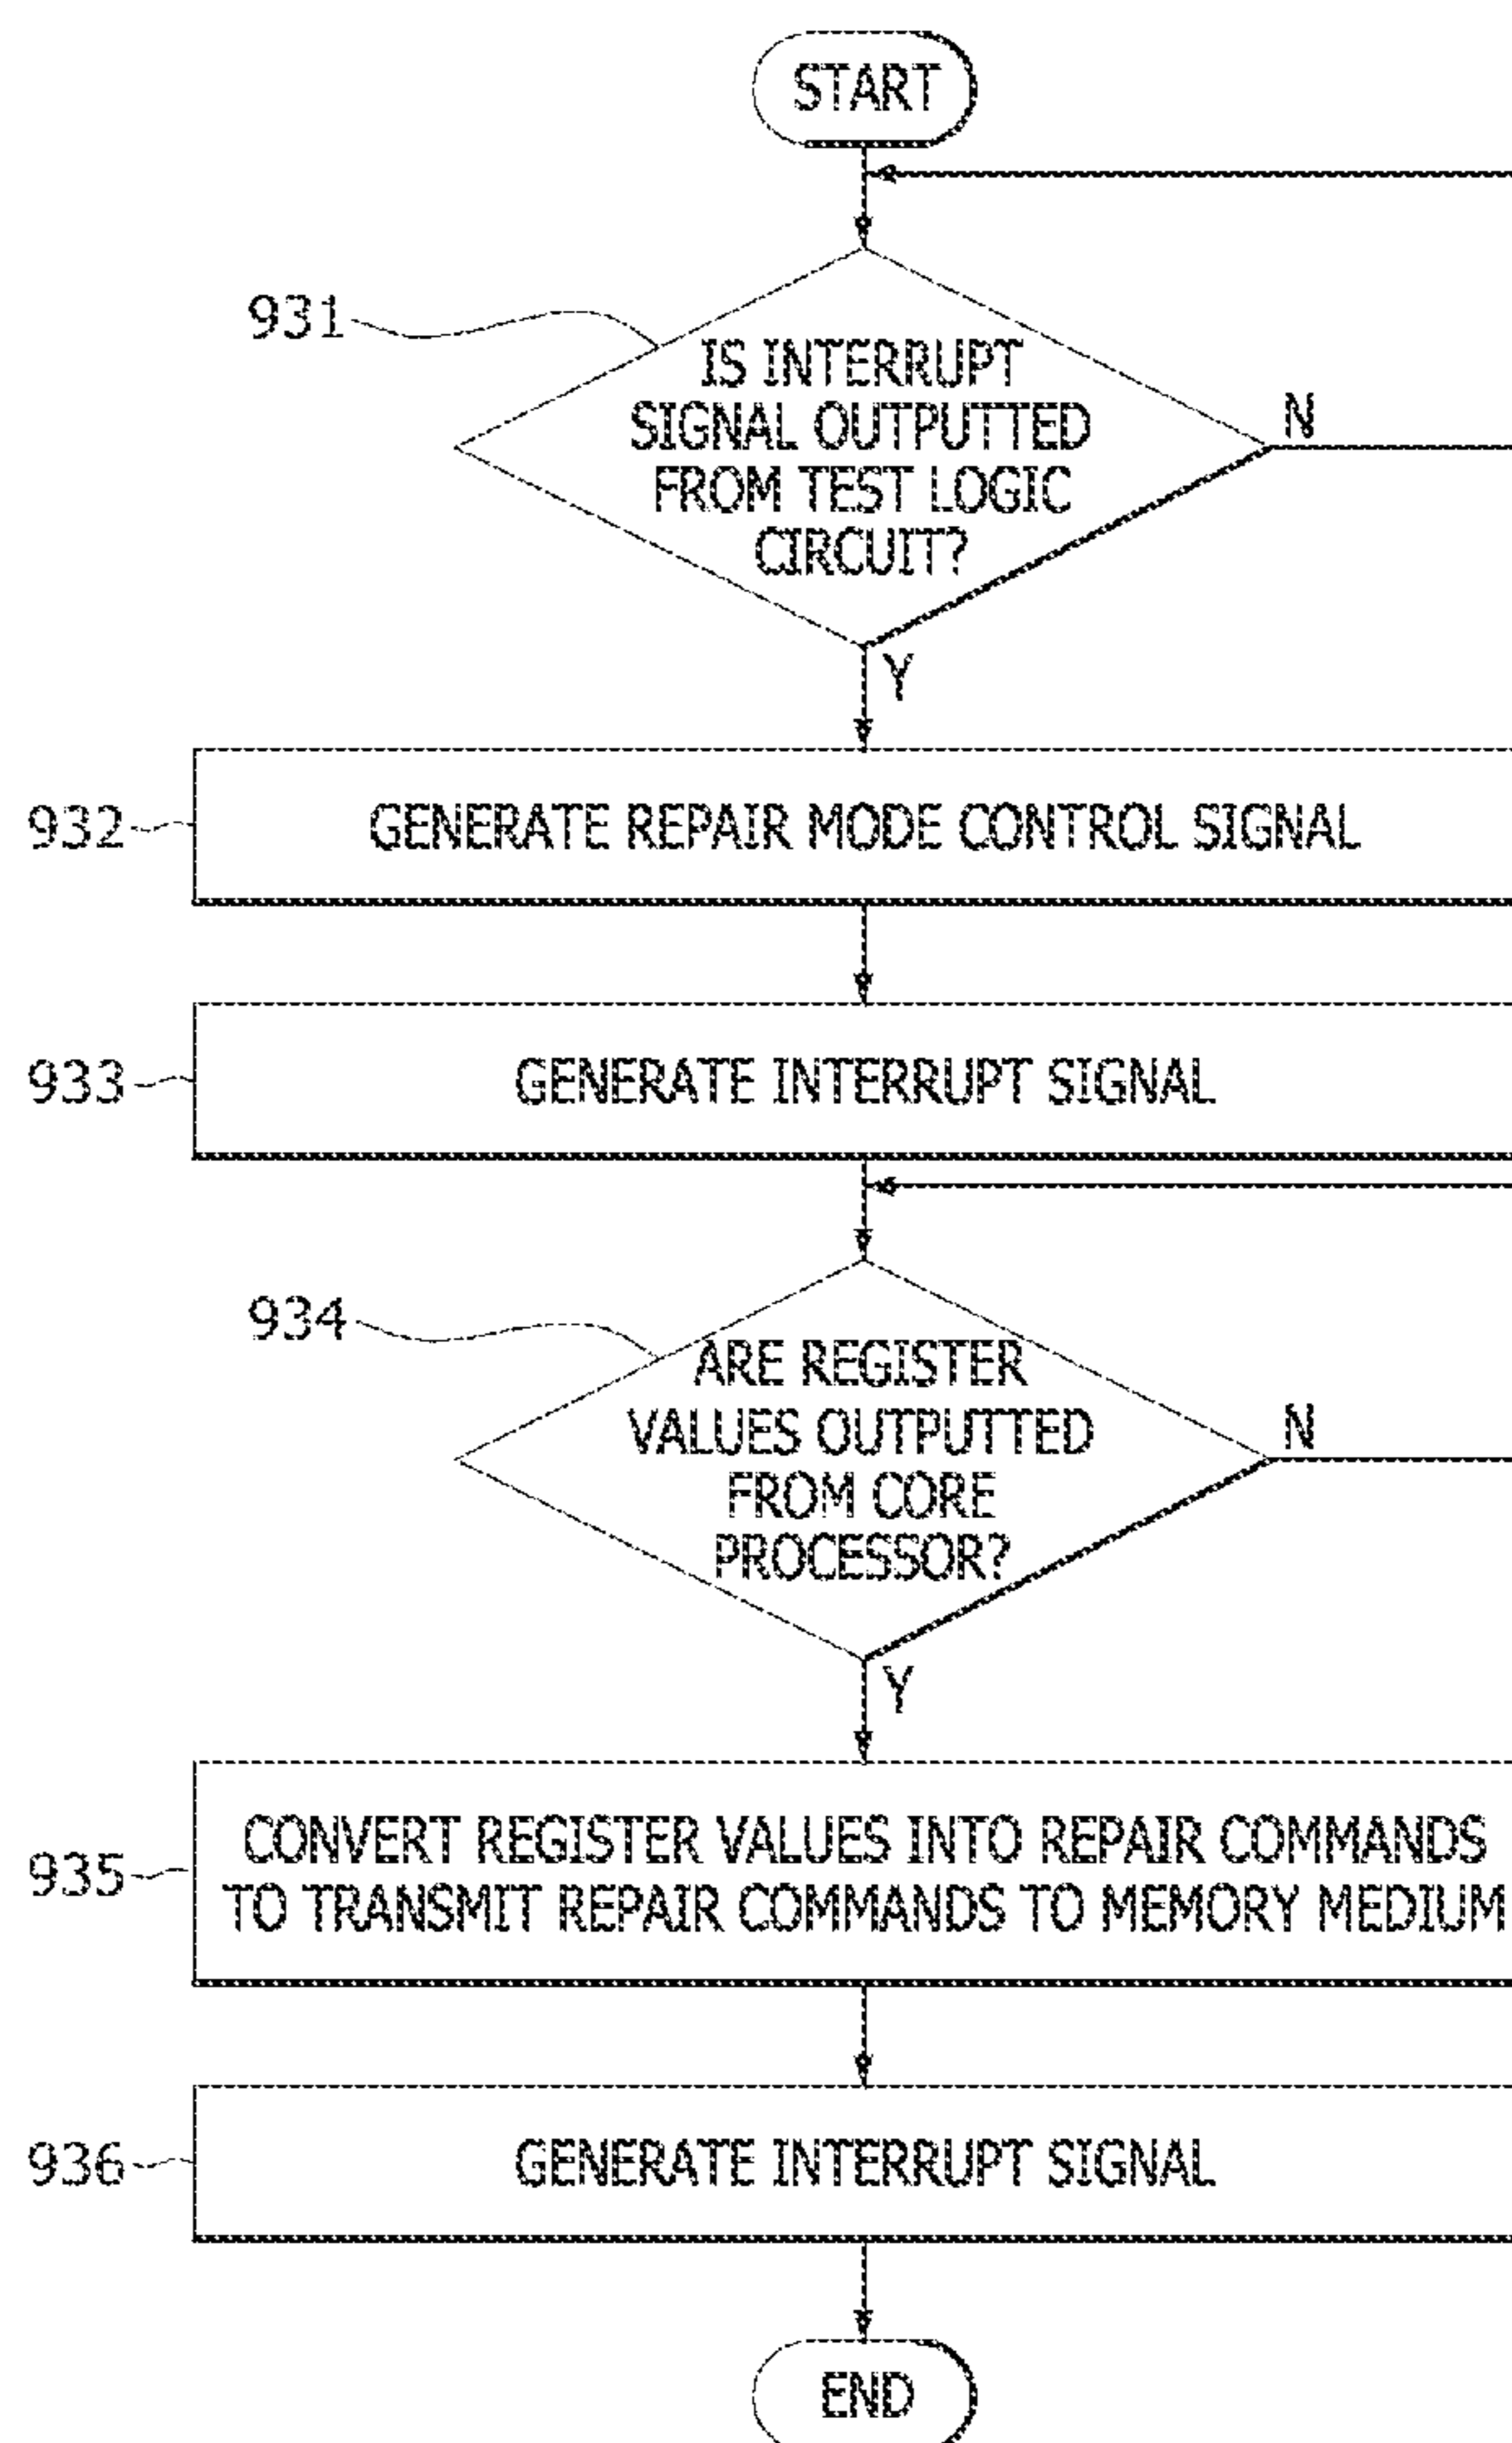 START
931
IS INTERRUPT
SIGNAL OUTPUTTED
FROM TEST LOGIC
CIRCUIT?
N
Y
932
GENERATE REPAIR MODE CONTROL SIGNAL
933
GENERATE INTERRUPT SIGNAL
934
ARE REGISTER
VALUES OUTPUTTED
FROM CORE
PROCESSOR?
N
Y
935
CONVERT REGISTER VALUES INTO REPAIR COMMANDS
TO TRANSMIT REPAIR COMMANDS TO MEMORY MEDIUM
936
GENERATE INTERRUPT SIGNAL
END